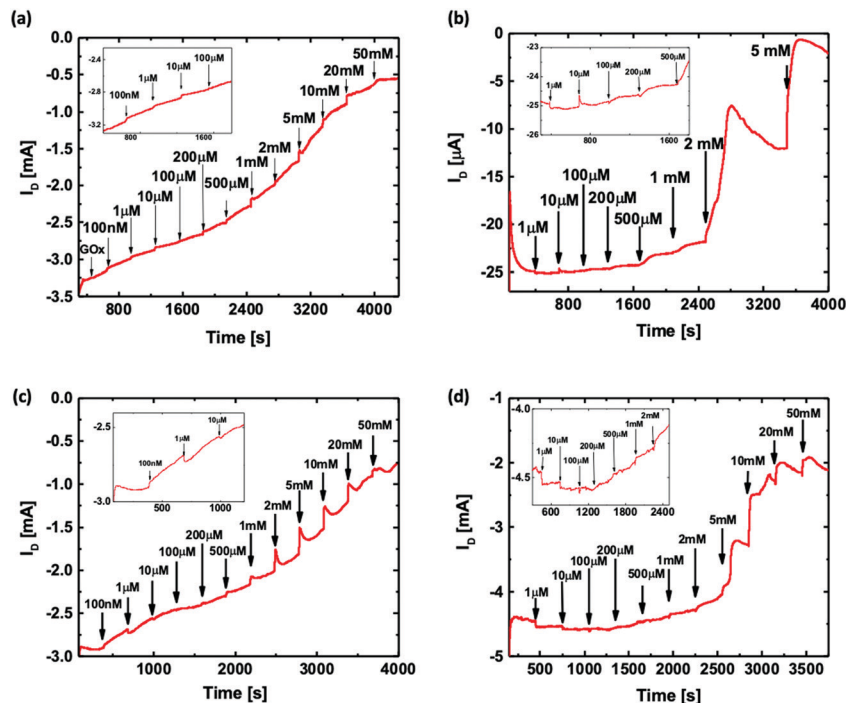 (a)
0.0
-0.5
-1.0
-1.5
-2.0
-2.5
-3.0
-3.5
I_D [mA]
800 1600 2400 3200 4000
Time [s]
GOx
100nM
1μM
10μM
100μM
200μM
500μM
1mM
2mM
5mM
10mM
20mM
50mM
-2.4
-2.8
-3.2
800 1600
100nM
1μM
10μM
100μM
(b)
0
-5
-10
-15
-20
-25
I_D [μA]
0 800 1600 2400 3200 4000
Time [s]
1μM
10μM
100μM
200μM
500μM
1 mM
2 mM
5 mM
-23
-24
-25
-26
800 1600
1μM
10μM
100μM
200μM
500μM
(c)
0.0
-0.5
-1.0
-1.5
-2.0
-2.5
-3.0
I_D [mA]
1000 2000 3000 4000
Time [s]
100nM
1μM
10μM
100μM
200μM
500μM
1mM
2mM
5mM
10mM
20mM
50mM
-2.5
-3.0
400 800 1200
100nM
1μM
10μM
(d)
-1
-2
-3
-4
-5
I_D [mA]
500 1250 2000 2750 3500
Time [s]
1μM
10μM
100μM
200μM
500μM
1mM
2mM
5mM
10mM
20mM
50mM
-4.0
-4.5
600 1200 1800 2400
1μM
10μM
100μM
200μM
500μM
1mM
2mM